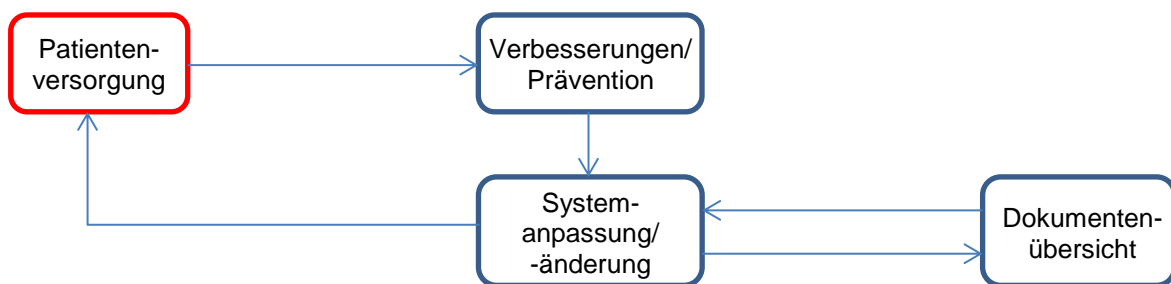 Patienten-
versorgung
Verbesserungen/
Prävention
System-
anpassung/
-änderung
Dokumenten-
übersicht